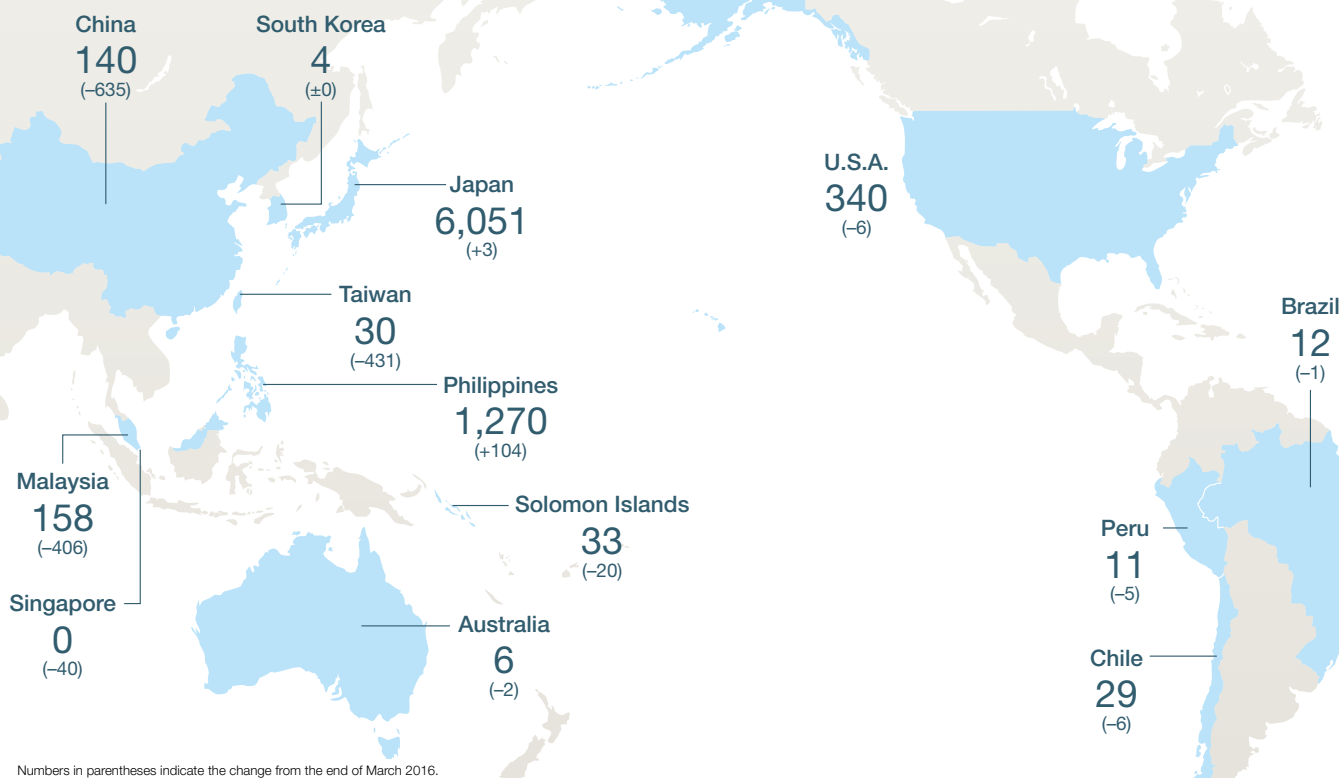 China
140
(–635)
South Korea
4
(±0)
Japan
6,051
(+3)
Taiwan
30
(–431)
Philippines
1,270
(+104)
Malaysia
158
(–406)
Singapore
0
(–40)
Solomon Islands
33
(–20)
Australia
6
(–2)
U.S.A.
340
(–6)
Brazil
12
(–1)
Peru
11
(–5)
Chile
29
(–6)
Numbers in parentheses indicate the change from the end of March 2016.